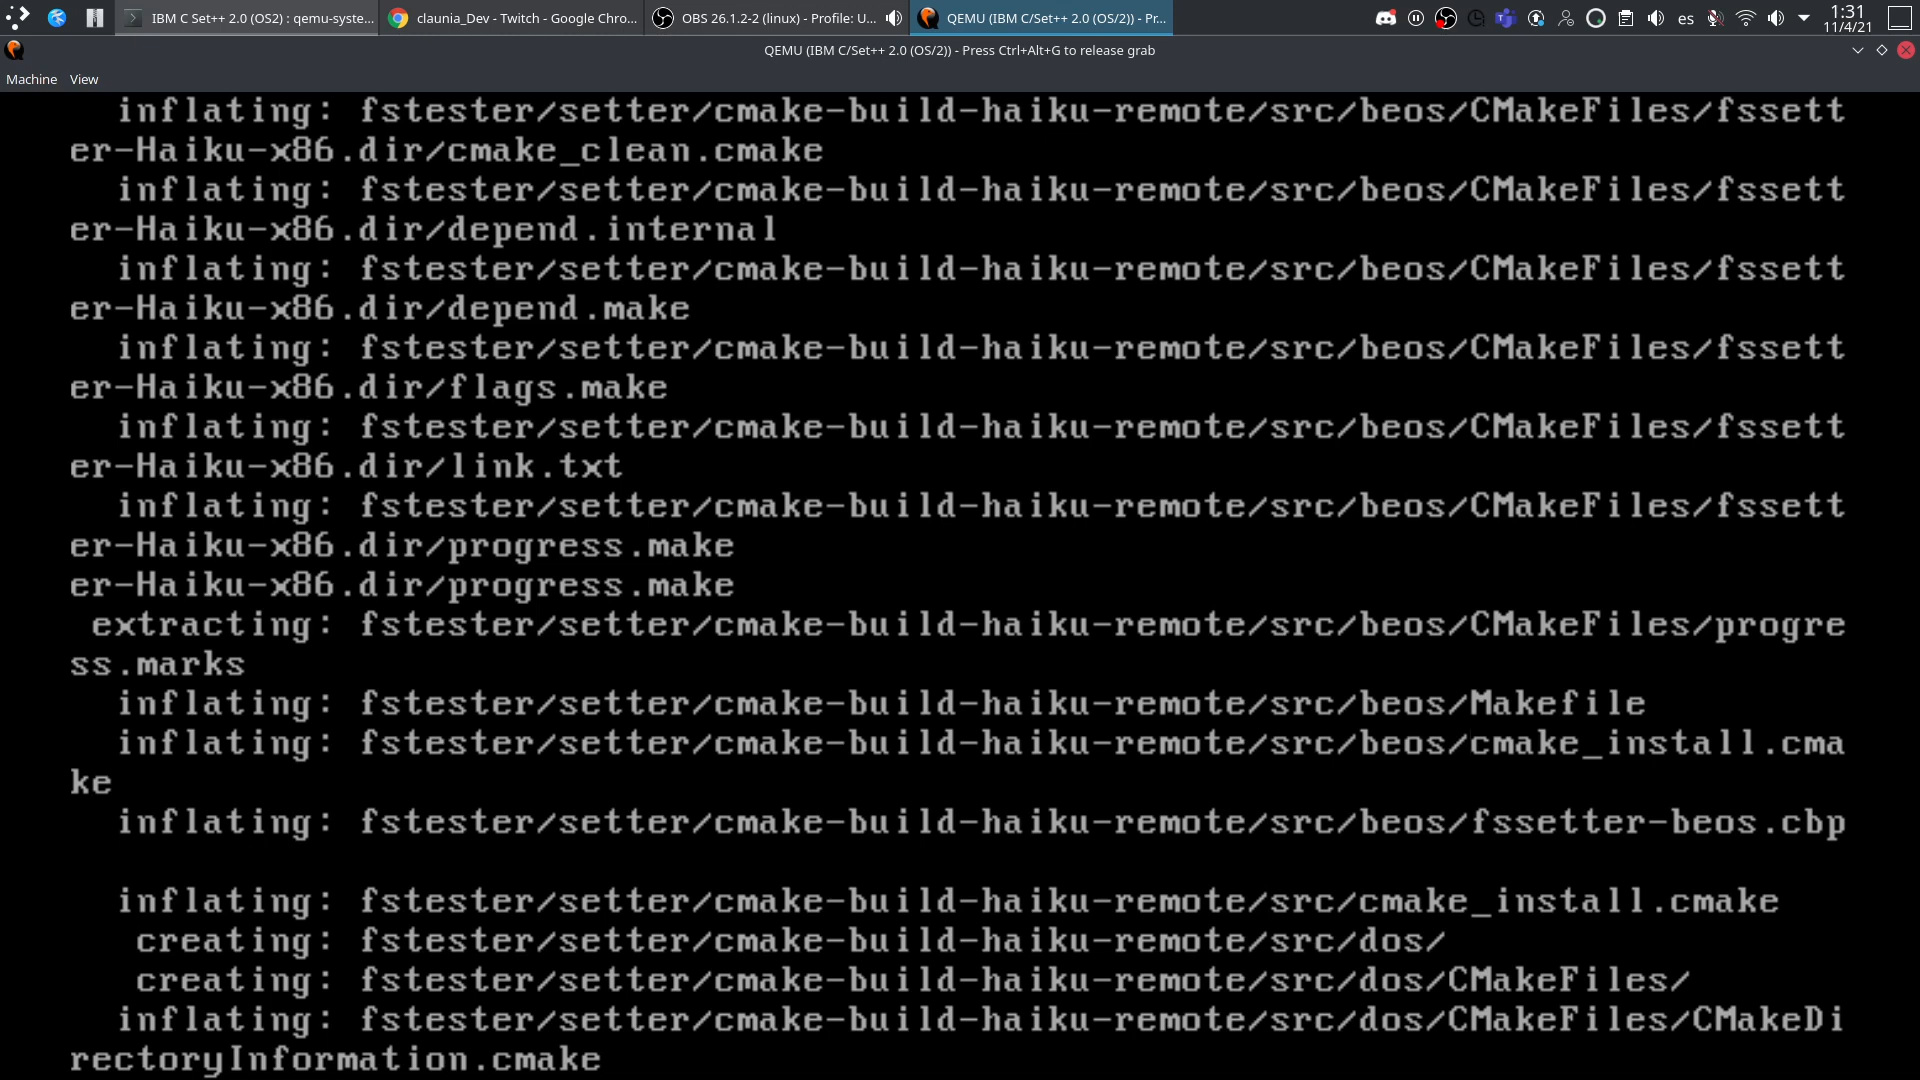 IBM C Set++ 2.0 (OS2) : qemu-syste...
claunia_Dev - Twitch - Google Chro...
OBS 26.1.2-2 (linux) - Profile: U...
QEMU (IBM C/Set++ 2.0 (OS/2)) - Pr...
es
1:31
11/4/21
QEMU (IBM C/Set++ 2.0 (OS/2)) - Press Ctrl+Alt+G to release grab
Machine View
inflating: fstester/setter/cmake-build-haiku-remote/src/beos/CMakeFiles/fssett
er-Haiku-x86.dir/cmake_clean.cmake
inflating: fstester/setter/cmake-build-haiku-remote/src/beos/CMakeFiles/fssett
er-Haiku-x86.dir/depend.internal
inflating: fstester/setter/cmake-build-haiku-remote/src/beos/CMakeFiles/fssett
er-Haiku-x86.dir/depend.make
inflating: fstester/setter/cmake-build-haiku-remote/src/beos/CMakeFiles/fssett
er-Haiku-x86.dir/flags.make
inflating: fstester/setter/cmake-build-haiku-remote/src/beos/CMakeFiles/fssett
er-Haiku-x86.dir/link.txt
inflating: fstester/setter/cmake-build-haiku-remote/src/beos/CMakeFiles/fssett
er-Haiku-x86.dir/progress.make
er-Haiku-x86.dir/progress.make
extracting: fstester/setter/cmake-build-haiku-remote/src/beos/CMakeFiles/progre
ss.marks
inflating: fstester/setter/cmake-build-haiku-remote/src/beos/Makefile
inflating: fstester/setter/cmake-build-haiku-remote/src/beos/cmake_install.cma
ke
inflating: fstester/setter/cmake-build-haiku-remote/src/beos/fssetter-beos.cbp
inflating: fstester/setter/cmake-build-haiku-remote/src/cmake_install.cmake
creating: fstester/setter/cmake-build-haiku-remote/src/dos/
creating: fstester/setter/cmake-build-haiku-remote/src/dos/CMakeFiles/
inflating: fstester/setter/cmake-build-haiku-remote/src/dos/CMakeFiles/CMakeDi
rectoryInformation.cmake